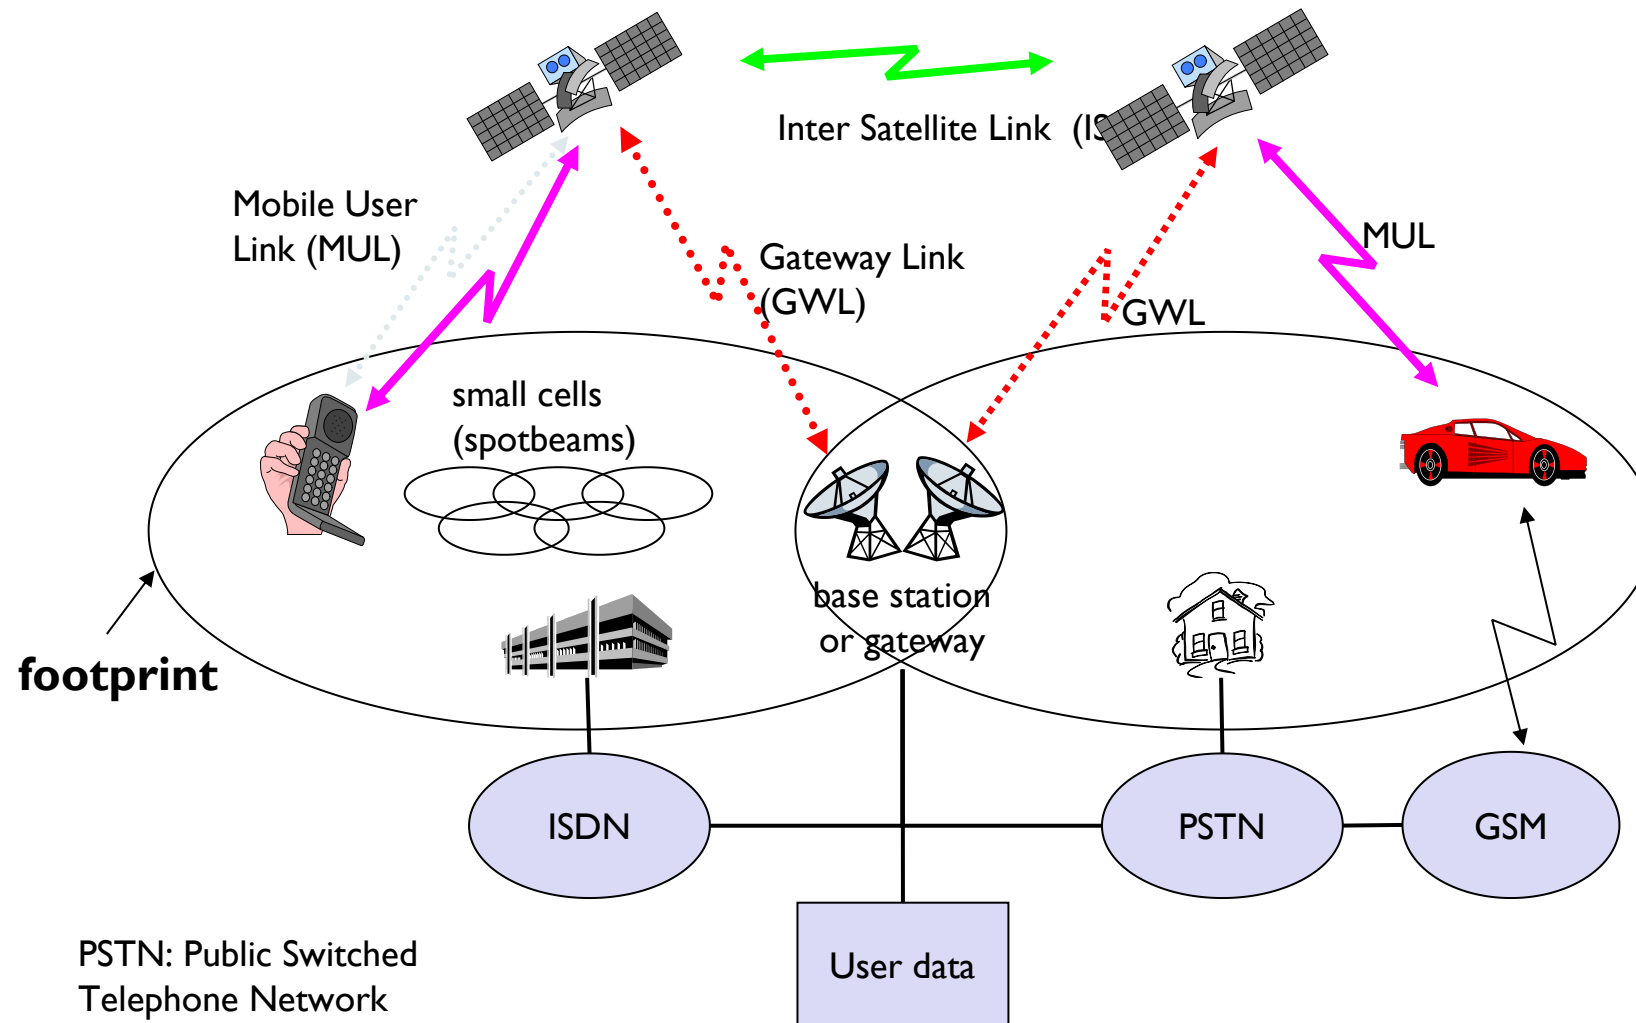 Inter Satellite Link (IS
Mobile User
Link (MUL)
MUL
Gateway Link
(GWL)
GWL
small cells
(spotbeams)
base station
or gateway
footprint
ISDN
PSTN
GSM
User data
PSTN: Public Switched
Telephone Network